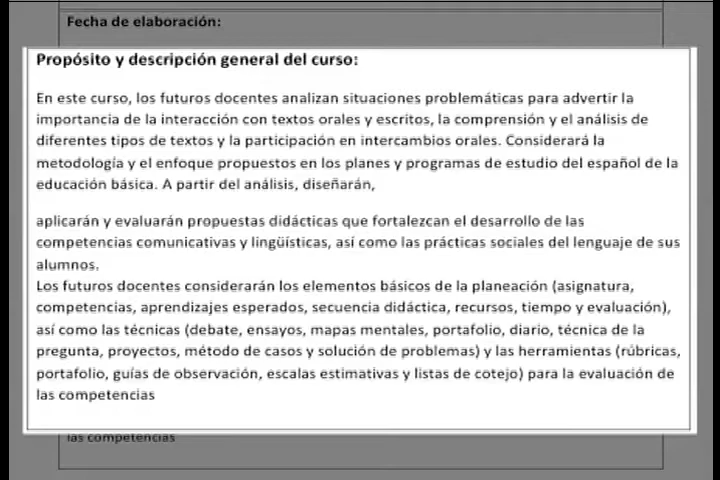 Fecha de elaboración:
Propósito y descripción general del curso:
En este curso, los futuros docentes analizan situaciones problemáticas para advertir la
importancia de la interacción con textos orales y escritos, la comprensión y el análisis de
diferentes tipos de textos y la participación en intercambios orales. Considerará la
metodología y el enfoque propuestos en los planes y programas de estudio del español de la
educación básica. A partir del análisis, diseñarán,
aplicarán y evaluarán propuestas didácticas que fortalezcan el desarrollo de las
competencias comunicativas y lingüísticas, así como las prácticas sociales del lenguaje de sus
alumnos.
Los futuros docentes considerarán los elementos básicos de la planeación (asignatura,
competencias, aprendizajes esperados, secuencia didáctica, recursos, tiempo y evaluación),
así como las técnicas (debate, ensayos, mapas mentales, portafolio, diario, técnica de la
pregunta, proyectos, método de casos y solución de problemas) y las herramientas (rúbricas,
portafolio, guías de observación, escalas estimativas y listas de cotejo) para la evaluación de
las competencias
las competencias